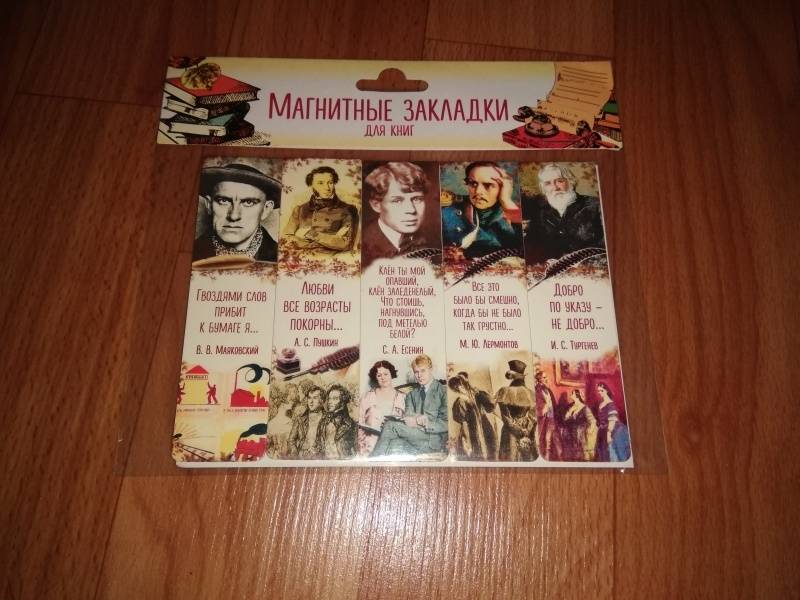 Магнитные закладки
для книг
Гвоздями слов
прибит
к бумаге я...
В. В. Маяковский
Любви
все возрасты
покорны...
А. С. Пушкин
Клён ты мой
опавший,
клён заледенелый,
Что стоишь,
нагнувшись,
под метелью
белой?
С. А. Есенин
Все это
было бы смешно,
когда бы не было
так грустно...
М. Ю. Лермонтов
Добро
по указу –
не добро...
И. С. Тургенев